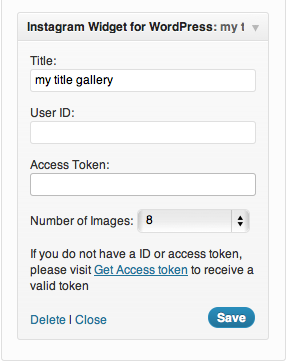 Instagram Widget for WordPress: my t
Title:
my title gallery
User ID:
Access Token:
Number of Images: 8
If you do not have a ID or access token,
please visit Get Access token to receive a
valid token
Delete | Close
Save